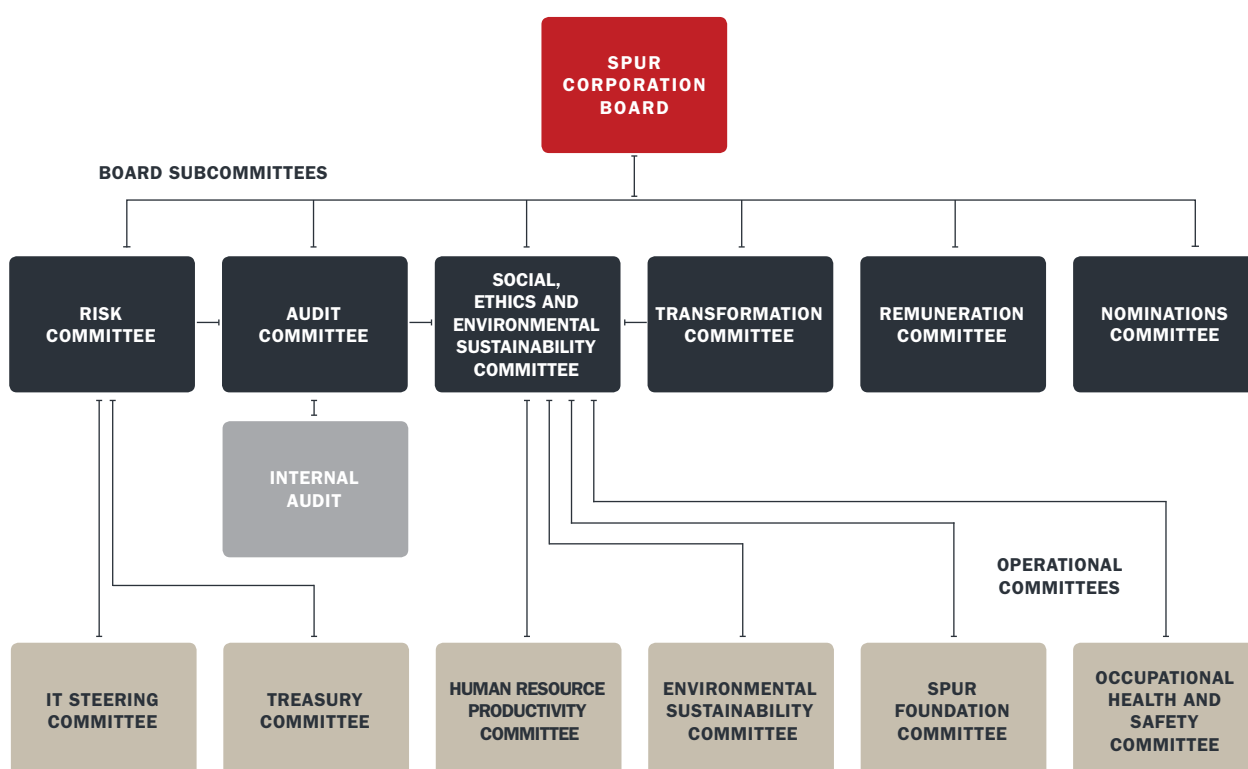 SPUR
CORPORATION
BOARD
BOARD SUBCOMMITTEES
RISK
COMMITTEE
AUDIT
COMMITTEE
SOCIAL,
ETHICS AND
ENVIRONMENTAL
SUSTAINABILITY
COMMITTEE
TRANSFORMATION
COMMITTEE
REMUNERATION
COMMITTEE
NOMINATIONS
COMMITTEE
INTERNAL
AUDIT
OPERATIONAL
COMMITTEES
IT STEERING
COMMITTEE
TREASURY
COMMITTEE
HUMAN RESOURCE
PRODUCTIVITY
COMMITTEE
ENVIRONMENTAL
SUSTAINABILITY
COMMITTEE
SPUR
FOUNDATION
COMMITTEE
OCCUPATIONAL
HEALTH AND
SAFETY
COMMITTEE